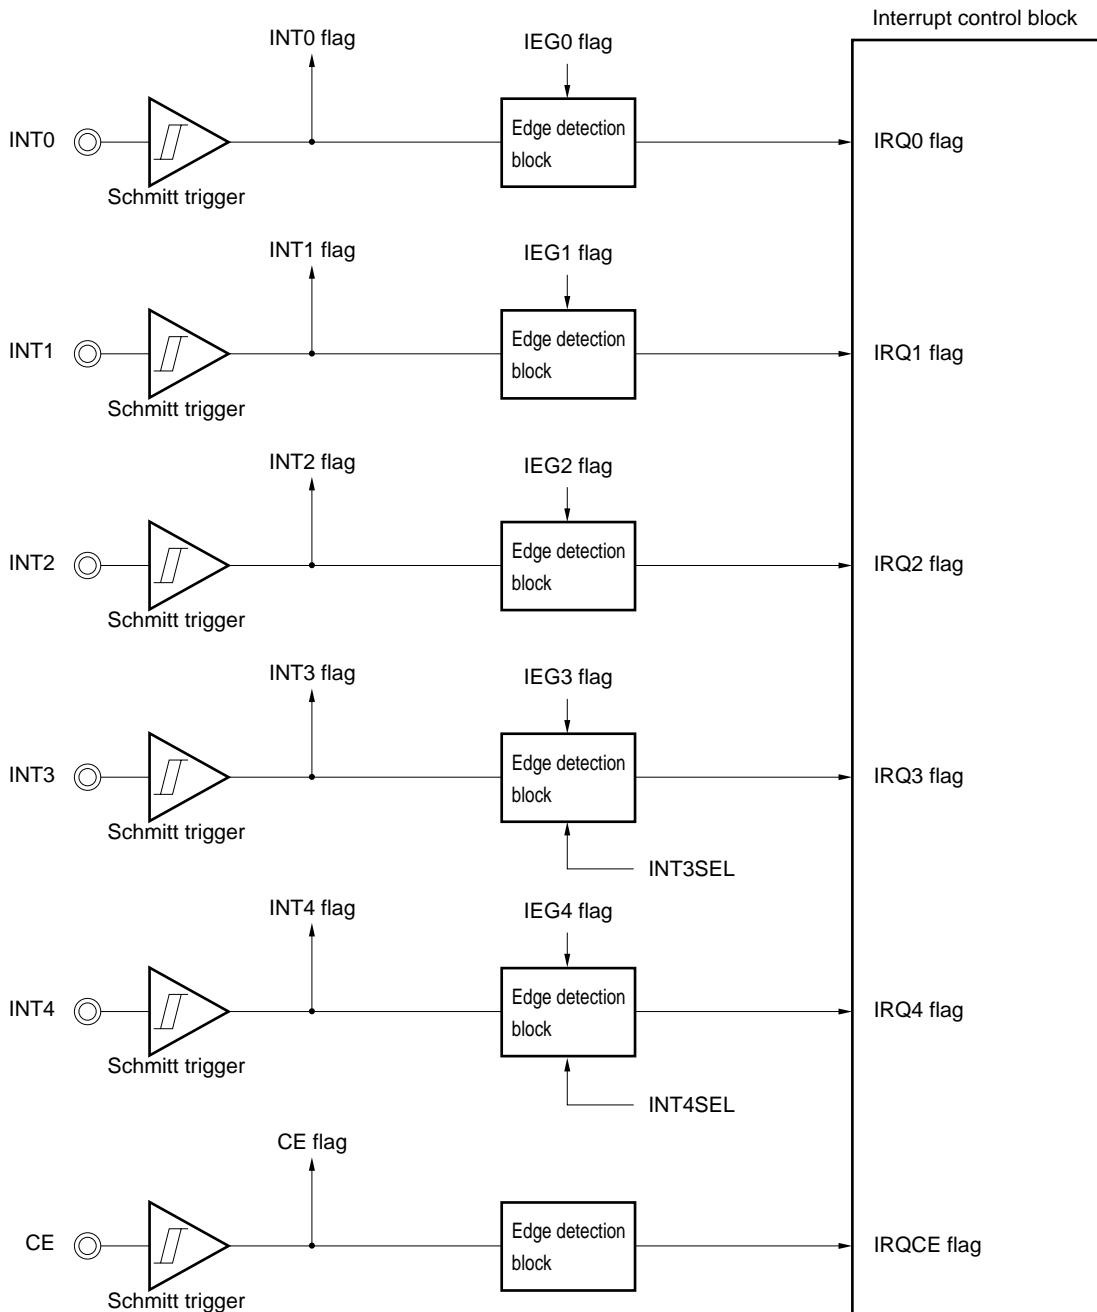 Interrupt control block
INT0 flag
IEG0 flag
INT0
Edge detection
block
IRQ0 flag
Schmitt trigger
INT1 flag
IEG1 flag
INT1
Edge detection
block
IRQ1 flag
Schmitt trigger
INT2 flag
IEG2 flag
INT2
Edge detection
block
IRQ2 flag
Schmitt trigger
INT3 flag
IEG3 flag
INT3
Edge detection
block
IRQ3 flag
Schmitt trigger
INT3SEL
INT4 flag
IEG4 flag
INT4
Edge detection
block
IRQ4 flag
Schmitt trigger
INT4SEL
CE flag
CE
Edge detection
block
IRQCE flag
Schmitt trigger